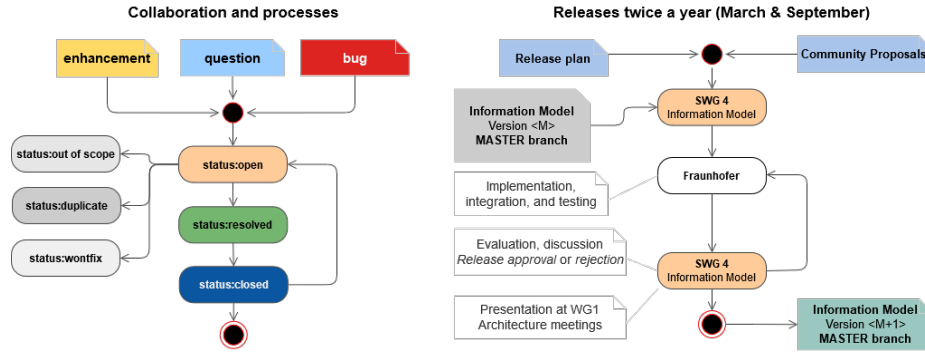 Collaboration and processes
enhancement
question
bug
status:out of scope
status:open
status:duplicate
status:resolved
status:wontfix
status:closed
Releases twice a year (March & September)
Release plan
Community Proposals
Information Model
Version <M>
MASTER branch
SWG 4
Information Model
Fraunhofer
Implementation,
integration, and testing
Evaluation, discussion
Release approval or rejection
SWG 4
Information Model
Presentation at WG1
Architecture meetings
Information Model
Version <M+1>
MASTER branch